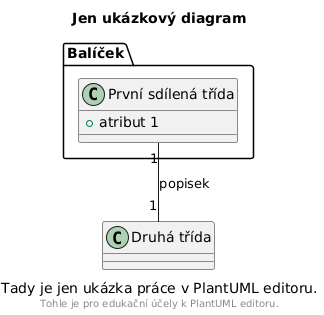 Jen ukázkový diagram
Balíček
C První sdílená třída
atribut 1
1
popisek
1
C Druhá třída
Tady je jen ukázka práce v PlantUML editoru.
Tohle je pro edukační účely k PlantUML editoru.